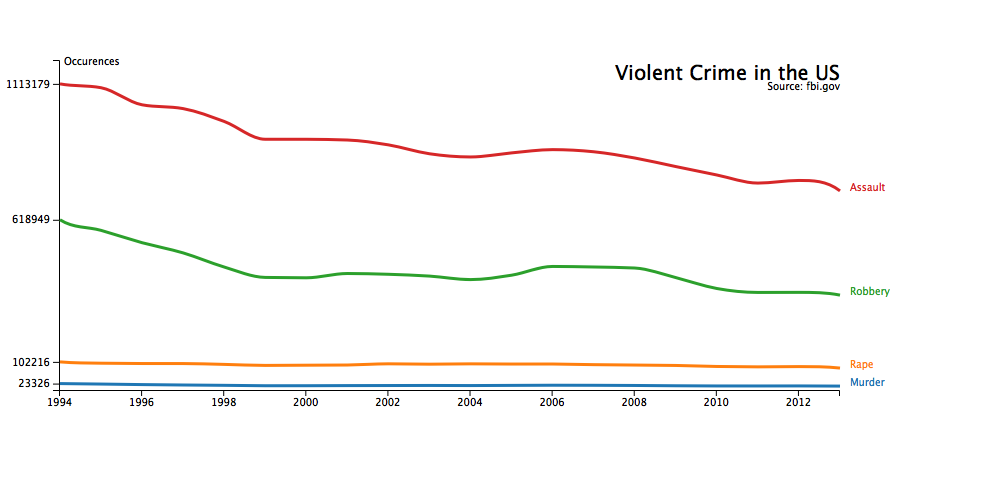 Occurences
Violent Crime in the US
Source: fbi.gov
1113179
Assault
618949
Robbery
102216
Rape
23326
Murder
1994 1996 1998 2000 2002 2004 2006 2008 2010 2012